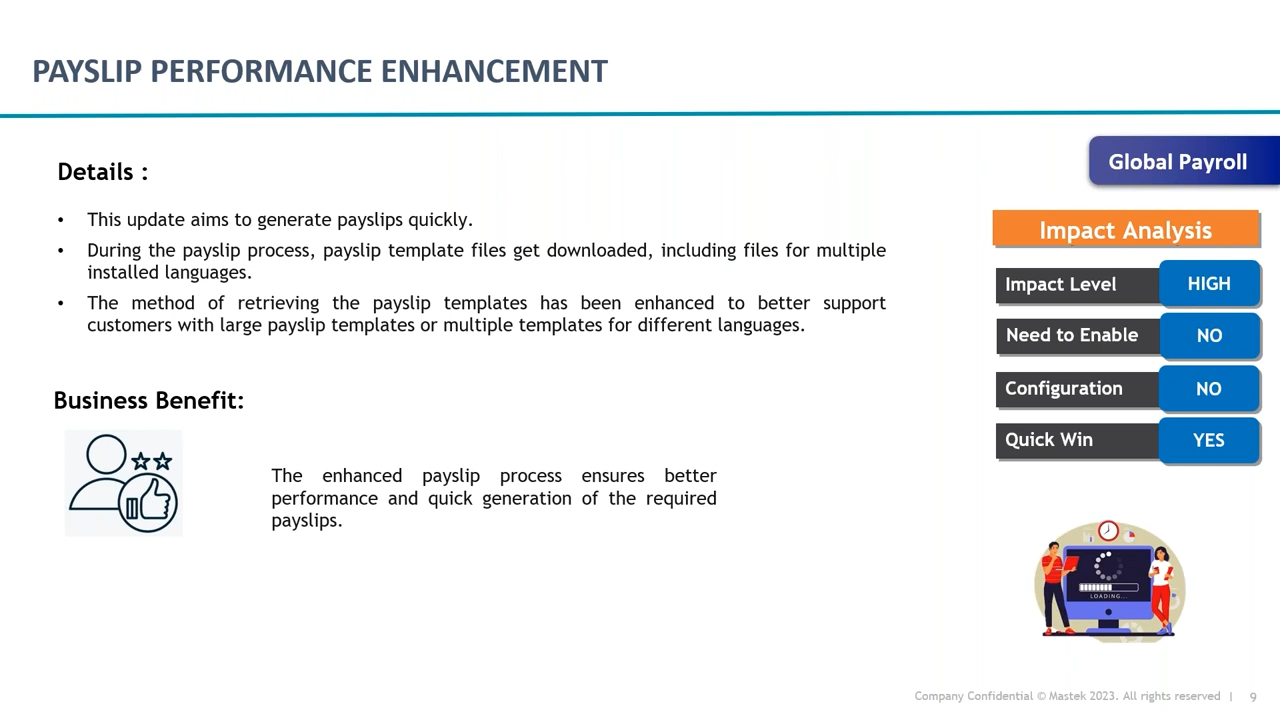 PAYSLIP PERFORMANCE ENHANCEMENT
Details :
• This update aims to generate payslips quickly.
• During the payslip process, payslip template files get downloaded, including files for multiple
installed languages.
• The method of retrieving the payslip templates has been enhanced to better support
customers with large payslip templates or multiple templates for different languages.
Business Benefit:
The enhanced payslip process ensures better
performance and quick generation of the required
payslips.
Global Payroll
Impact Analysis
Impact Level HIGH
Need to Enable NO
Configuration NO
Quick Win YES
LOADING...
Company Confidential © Mastek 2023. All rights reserved | 9